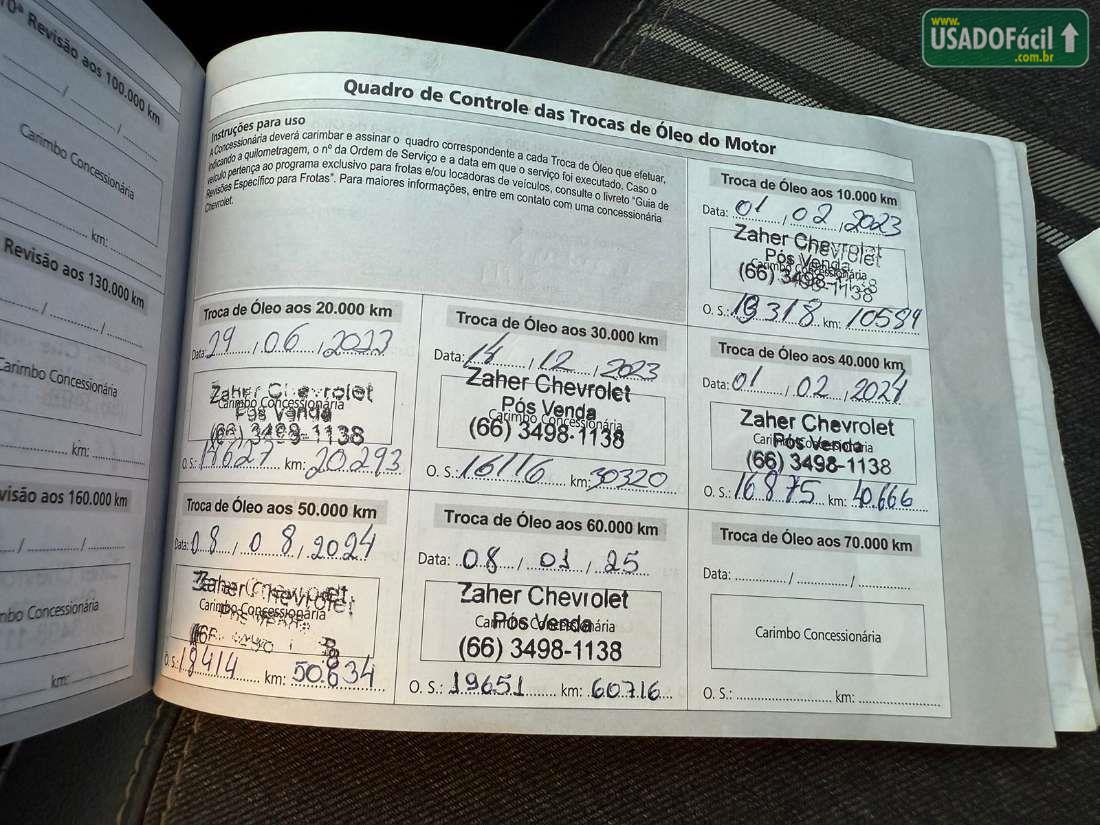 www.
USADOFácil
.com.br
10ª Revisão aos 100.000 km
Carimbo Concessionária
km:
Revisão aos 130.000 km
Carimbo Concessionária
km:
visão aos 160.000 km
mbo Concessionária
km:
Quadro de Controle das Trocas de Óleo do Motor
Instruções para uso
A Concessionária deverá carimbar e assinar o quadro correspondente a cada Troca de Óleo que efetuar,
indicando a quilometragem, o nº da Ordem de Serviço e a data em que o serviço foi executado. Caso o
veículo pertença ao programa exclusivo para frotas e/ou locadoras de veículos, consulte o livreto "Guia de
Revisões Específico para Frotas". Para maiores informações, entre em contato com uma concessionária
Chevrolet.
Troca de Óleo aos 10.000 km
Data: 01 / 02 / 2023
Zaher Chevrolet
Pós Venda
Carimbo Concessionária
(66) 3498-1138
O. S.: 13318 km: 10589
Troca de Óleo aos 20.000 km
Data: 29 / 06 / 2023
Zaher Chevrolet
Carimbo Concessionária
Pós Venda
(66) 3498-1138
O. S.: 14627 km: 20.293
Troca de Óleo aos 30.000 km
Data: 14 / 12 / 2023
Zaher Chevrolet
Pós Venda
Carimbo Concessionária
(66) 3498-1138
O. S.: 16116 km: 30320
Troca de Óleo aos 40.000 km
Data: 01 / 02 / 2024
Zaher Chevrolet
Carimbo Concessionária
Pós Venda
(66) 3498-1138
O. S.: 16875 km: 40.666
Troca de Óleo aos 50.000 km
Data: 08 / 08 / 2024
Zaher Chevrolet
Carimbo Concessionária
O. S.: 18414 km: 50.634
Troca de Óleo aos 60.000 km
Data: 08 / 01 / 25
Zaher Chevrolet
Pós Venda
Carimbo Concessionária
(66) 3498-1138
O. S.: 19651 km: 60716
Troca de Óleo aos 70.000 km
Data: / /
Carimbo Concessionária
O. S.: km: